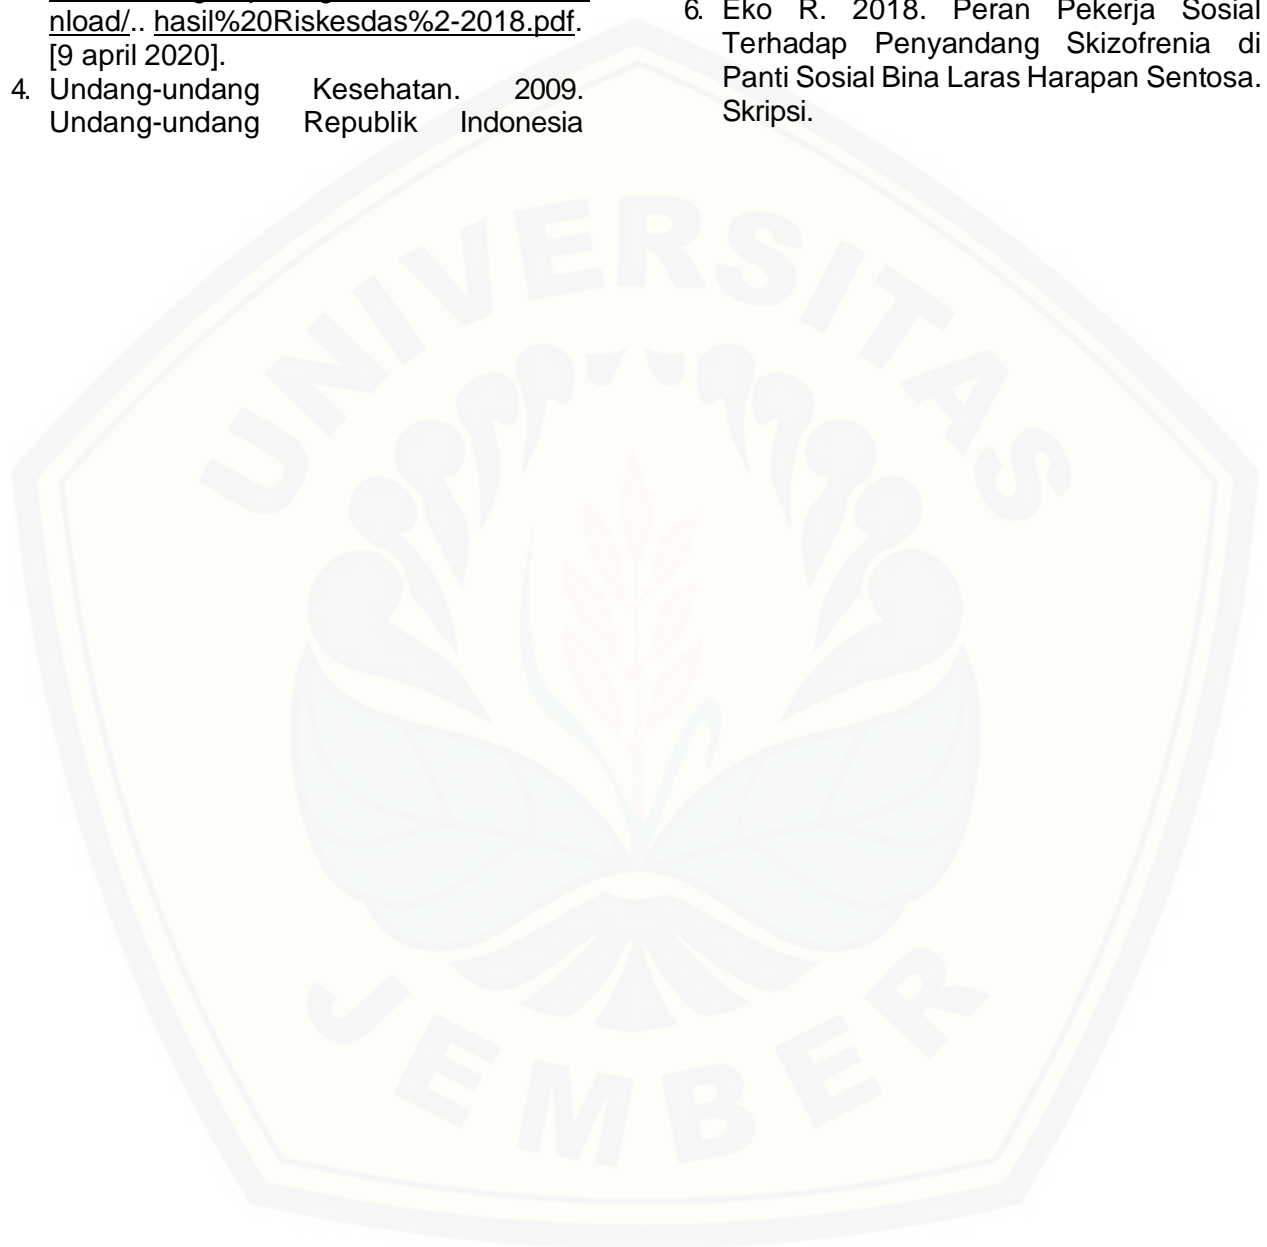 nload/.. hasil%20Riskesdas%2-2018.pdf.
[9 april 2020].
4. Undang-undang Kesehatan. 2009.
Undang-undang Republik Indonesia
6. Eko R. 2018. Peran Pekerja Sosial
Terhadap Penyandang Skizofrenia di
Panti Sosial Bina Laras Harapan Sentosa.
Skripsi.
UNIVERSITAS
JEMBER